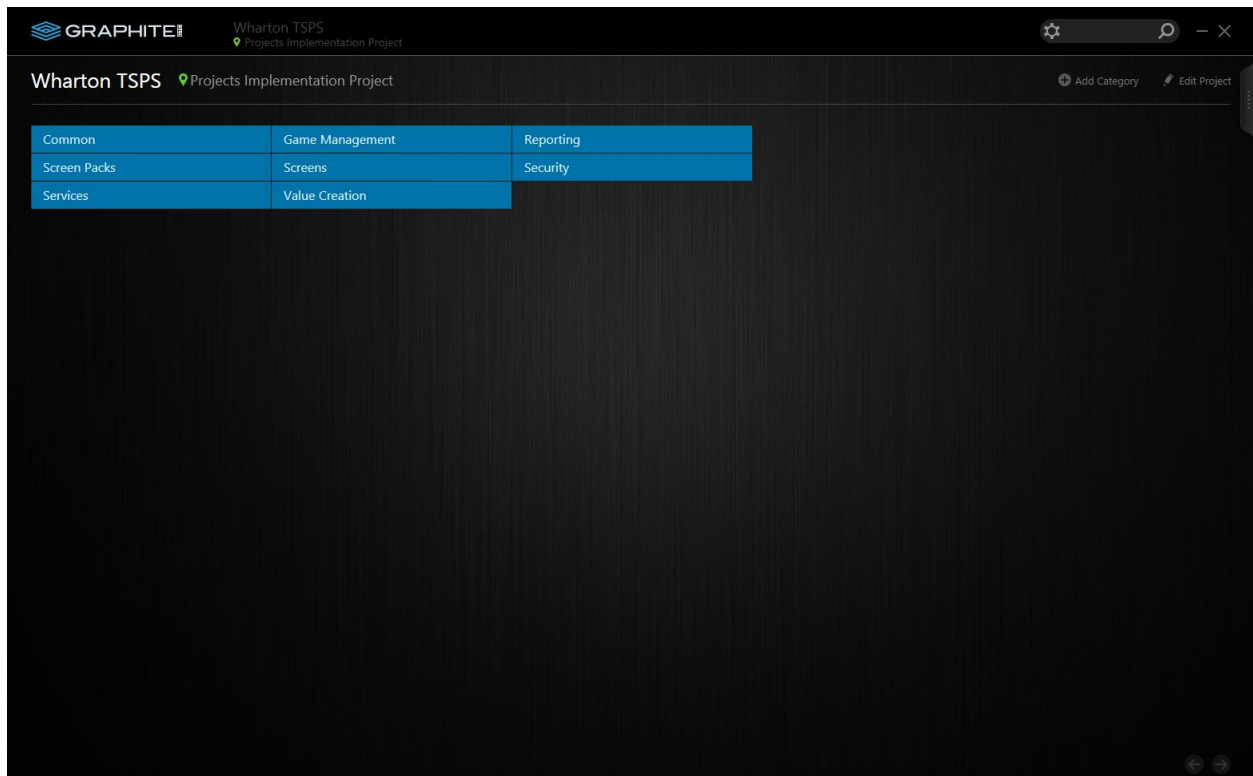 GRAPHITE
Wharton TSPS
Projects Implementation Project
Wharton TSPS Projects Implementation Project
Add Category Edit Project
Common Game Management Reporting
Screen Packs Screens Security
Services Value Creation